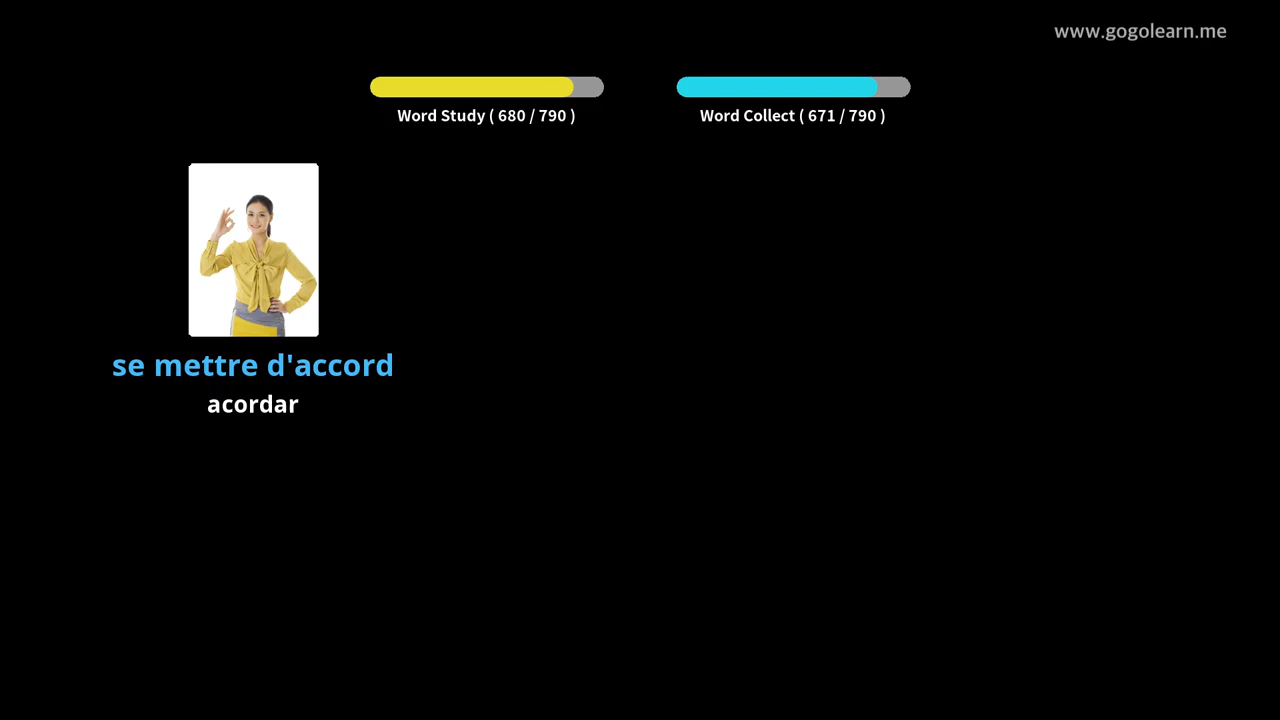 www.gogolearn.me
Word Study ( 680 / 790 )
Word Collect ( 671 / 790 )
se mettre d'accord
acordar